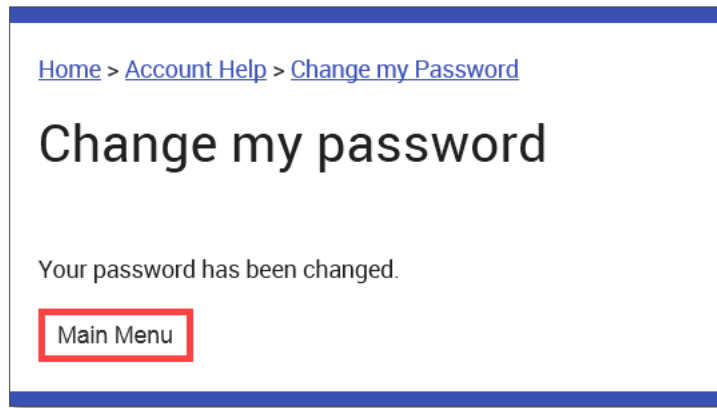 Home > Account Help > Change my Password
Change my password
Your password has been changed.
Main Menu